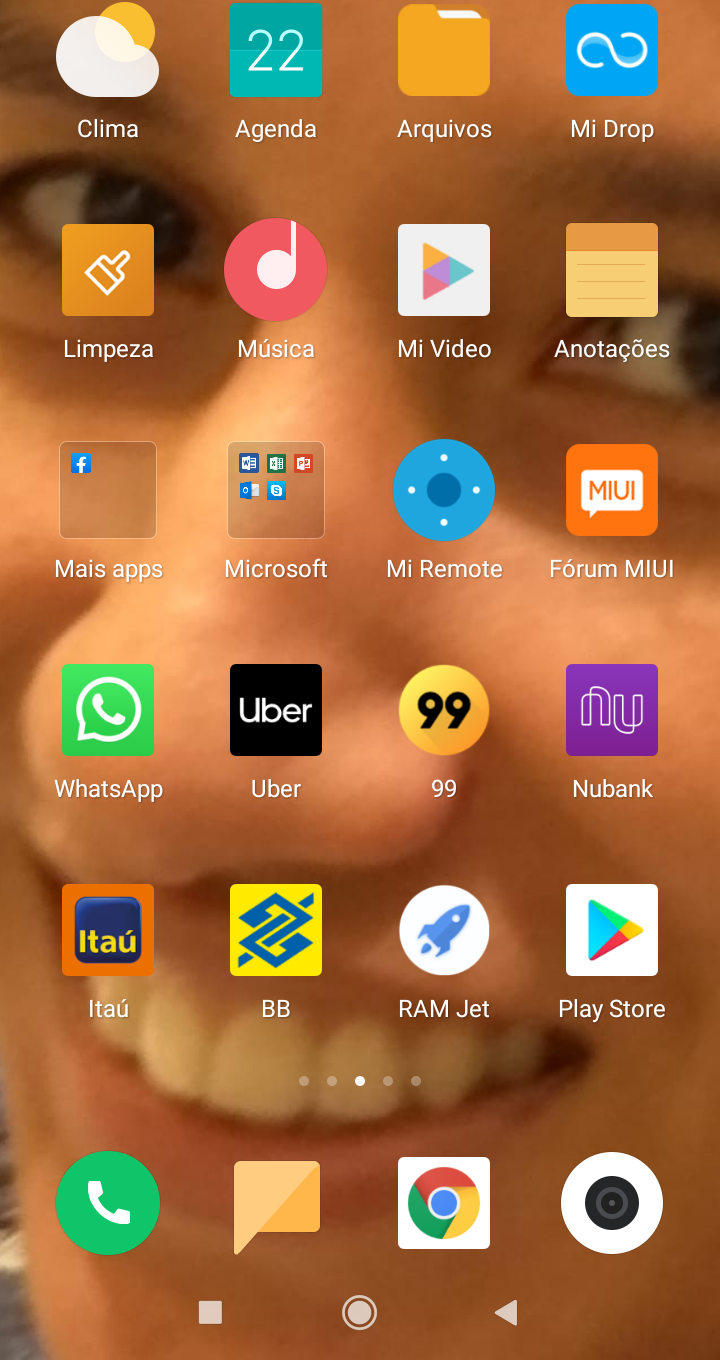 22
Clima
Agenda
Arquivos
Mi Drop
Limpeza
Música
Mi Video
Anotações
MIUI
Mais apps
Microsoft
Mi Remote
Fórum MIUI
Uber
99
nu
WhatsApp
Uber
99
Nubank
Itaú
Itaú
BB
RAM Jet
Play Store